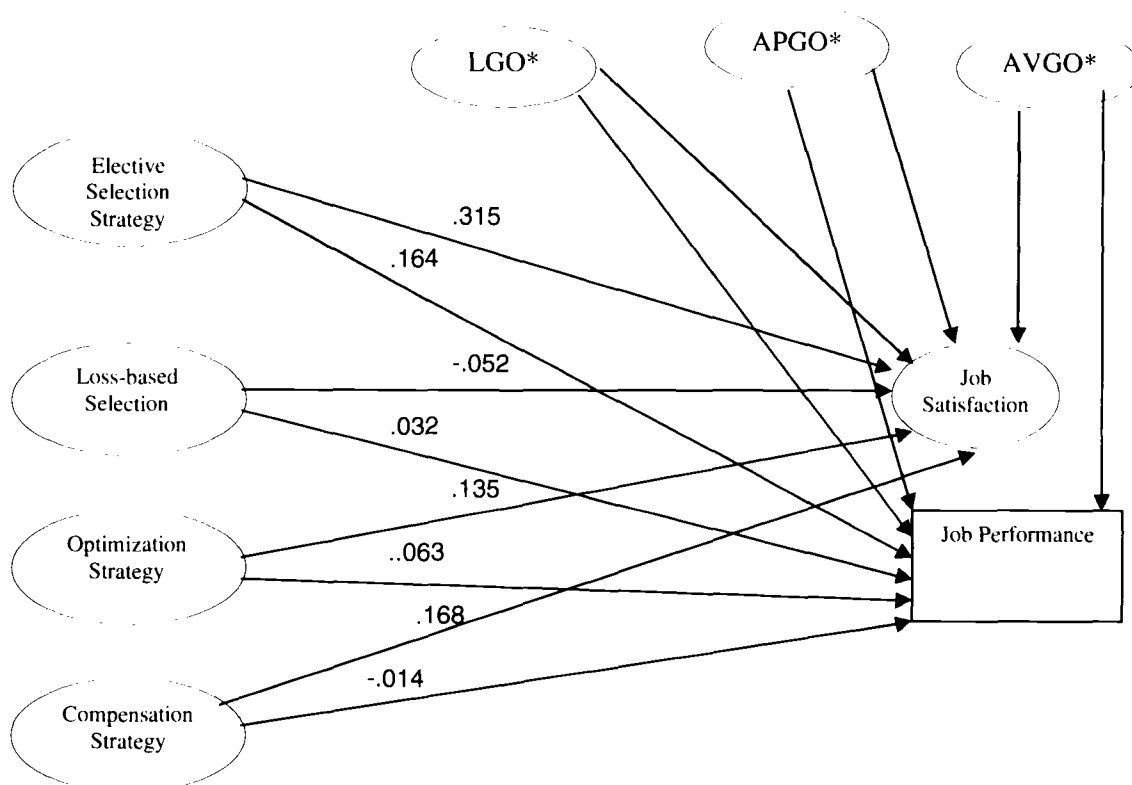 LGO*
APGO*
AVGO*
Elective
Selection
Strategy
.315
.164
Loss-based
Selection
-.052
.032
Job
Satisfaction
.135
Optimization
Strategy
..063
Job Performance
.168
-.014
Compensation
Strategy